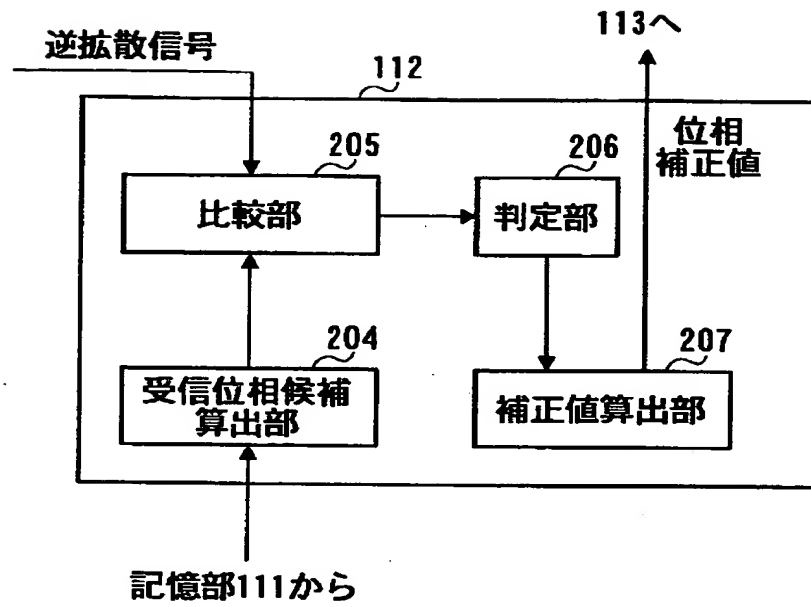 逆拡散信号
113へ
112
位相
補正値
205
比較部
206
判定部
204
受信位相候補
算出部
207
補正値算出部
記憶部111から